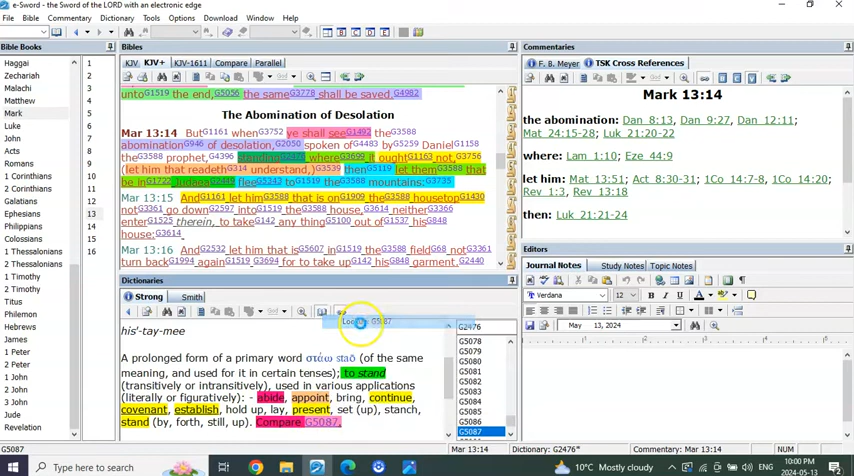 e-Sword - the Sword of the LORD with an electronic edge
File Bible Commentary Dictionary Tools Options Download Window Help
Bible Books
Haggai
Zechariah
Malachi
Matthew
Mark
Luke
John
Acts
Romans
1 Corinthians
2 Corinthians
Galatians
Ephesians
Philippians
Colossians
1 Thessalonians
2 Thessalonians
1 Timothy
2 Timothy
Titus
Philemon
Hebrews
James
1 Peter
2 Peter
1 John
2 John
3 John
Jude
Revelation
1
2
3
4
5
6
7
8
9
10
11
12
13
14
15
16
Bibles
KJV KJV+ KJV-1611 Compare Parallel
unto G1519 the end, G5056 the same G3778 shall be saved. G4982
The Abomination of Desolation
Mar 13:14 But G1161 when G3752 ye shall see G1492 the G3588
abomination G946 of desolation, G2050 spoken of G4483 by G5259 Daniel G1158
the G3588 prophet, G4396 standing G2476 where G3699 it ought G1163 not, G3756
(let him that readeth G314 understand,) G3539 then G5119 let them G3588 that
be in G1722 Judaea G2449 flee G5343 to G1519 the G3588 mountains: G3735
Mar 13:15 And G1161 let him that is on G1909 the G3588 housetop G1430
not G3361 go down G2597 into G1519 the G3588 house, G3614 neither G3366
enter G1525 therein, to take G142 any thing G5100 out of G1537 his G848
house: G3614
Mar 13:16 And G2532 let him that is G5607 in G1519 the G3588 field G68 not G3361
turn back G1994 again G1519 G3694 for to take up G142 his G848 garment. G2440
Dictionaries
Strong Smith
Lookup G5087
G2476
his'-tay-mee
A prolonged form of a primary word στάω staō (of the same
meaning, and used for it in certain tenses); to stand
(transitively or intransitively), used in various applications
(literally or figuratively): - abide, appoint, bring, continue,
covenant, establish, hold up, lay, present, set (up), stanch,
stand (by, forth, still, up). Compare G5087.
G5078
G5079
G5080
G5081
G5082
G5083
G5084
G5085
G5086
G5087
Commentaries
F. B. Meyer TSK Cross References
Mark 13:14
the abomination: Dan 8:13, Dan 9:27, Dan 12:11;
Mat 24:15-28; Luk 21:20-22
where: Lam 1:10; Eze 44:9
let him: Mat 13:51; Act 8:30-31; 1Co 14:7-8, 1Co 14:20;
Rev 1:3, Rev 13:18
then: Luk 21:21-24
Editors
Journal Notes Study Notes Topic Notes
Verdana 12 B I U A
May 13, 2024
G5087 Mar 13:14 Dictionary: G2476* Commentary: Mar 13:14 NUM
Type here to search
10°C Mostly cloudy
ENG
10:00 PM
2024-05-13